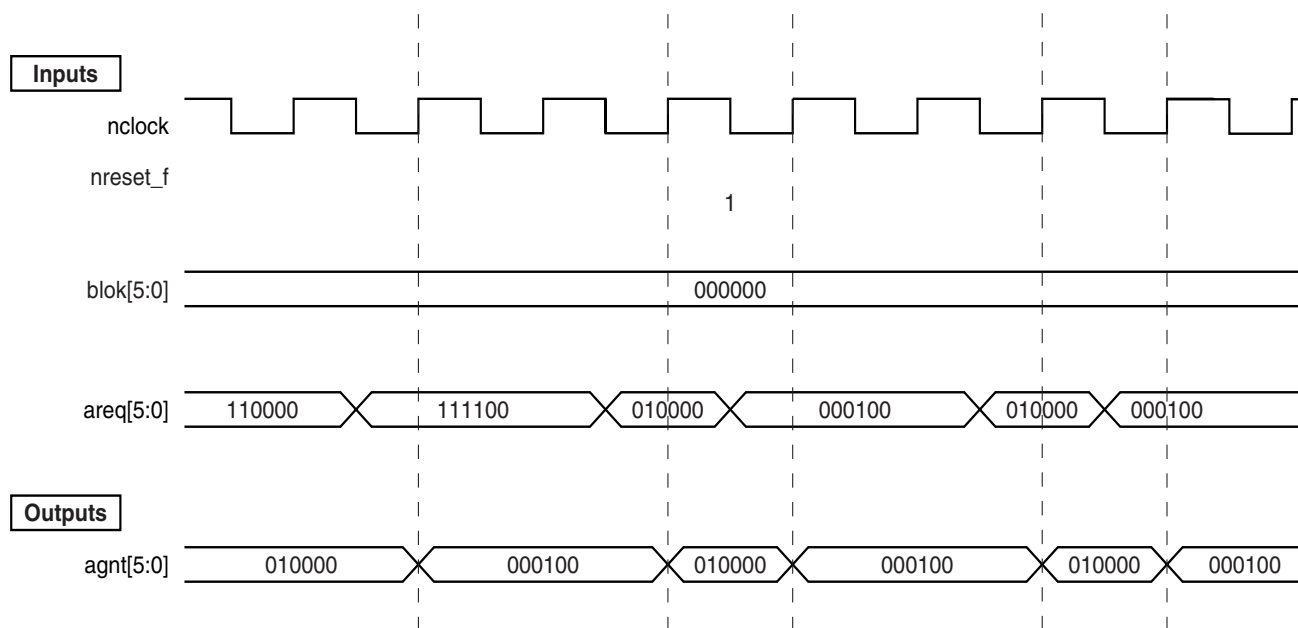 Inputs
nclock
nreset_f
1
blok[5:0]
000000
areq[5:0] 110000 111100 010000 000100 010000 000100
Outputs
agnt[5:0] 010000 000100 010000 000100 010000 000100